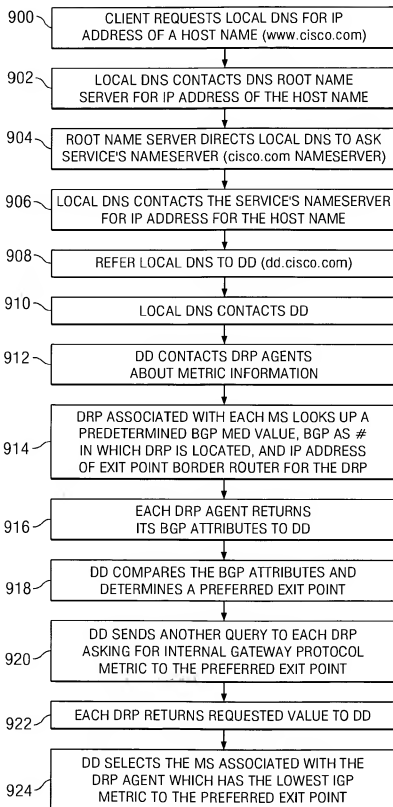 900
CLIENT REQUESTS LOCAL DNS FOR IP
ADDRESS OF A HOST NAME (www.cisco.com)
902
LOCAL DNS CONTACTS DNS ROOT NAME
SERVER FOR IP ADDRESS OF THE HOST NAME
904
ROOT NAME SERVER DIRECTS LOCAL DNS TO ASK
SERVICE'S NAMESERVER (cisco.com NAMESERVER)
906
LOCAL DNS CONTACTS THE SERVICE'S NAMESERVER
FOR IP ADDRESS FOR THE HOST NAME
908
REFER LOCAL DNS TO DD (dd.cisco.com)
910
LOCAL DNS CONTACTS DD
912
DD CONTACTS DRP AGENTS
ABOUT METRIC INFORMATION
914
DRP ASSOCIATED WITH EACH MS LOOKS UP A
PREDETERMINED BGP MED VALUE, BGP AS #
IN WHICH DRP IS LOCATED, AND IP ADDRESS
OF EXIT POINT BORDER ROUTER FOR THE DRP
916
EACH DRP AGENT RETURNS
ITS BGP ATTRIBUTES TO DD
918
DD COMPARES THE BGP ATTRIBUTES AND
DETERMINES A PREFERRED EXIT POINT
920
DD SENDS ANOTHER QUERY TO EACH DRP
ASKING FOR INTERNAL GATEWAY PROTOCOL
METRIC TO THE PREFERRED EXIT POINT
922
EACH DRP RETURNS REQUESTED VALUE TO DD
924
DD SELECTS THE MS ASSOCIATED WITH THE
DRP AGENT WHICH HAS THE LOWEST IGP
METRIC TO THE PREFERRED EXIT POINT